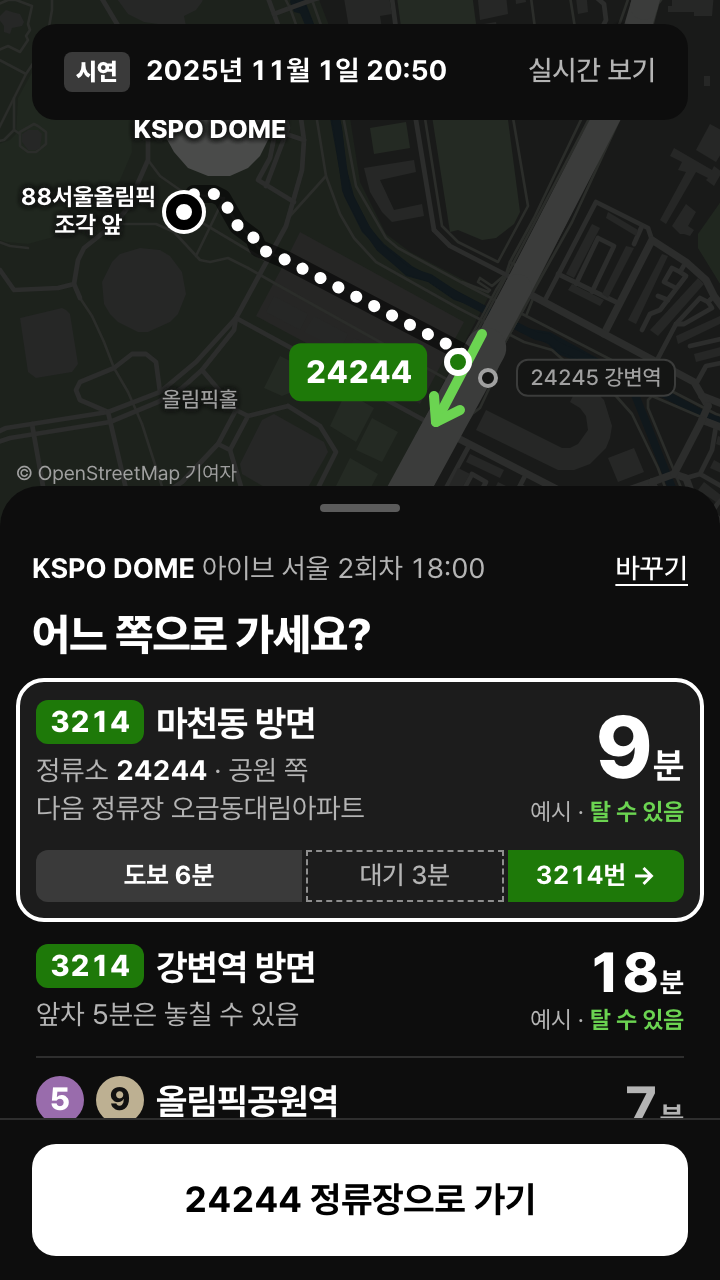 시연 2025년 11월 1일 20:50 실시간 보기
KSPO DOME
88서울올림픽
조각 앞
24244
24245 강변역
올림픽홀
© OpenStreetMap 기여자
KSPO DOME 아이브 서울 2회차 18:00 바꾸기
어느 쪽으로 가세요?
3214 마천동 방면 9분
정류소 24244 · 공원 쪽
다음 정류장 오금동대림아파트 예시 · 탈 수 있음
도보 6분 대기 3분 3214번 →
3214 강변역 방면 18분
앞차 5분은 놓칠 수 있음 예시 · 탈 수 있음
5 9 올림픽공원역 7분
24244 정류장으로 가기